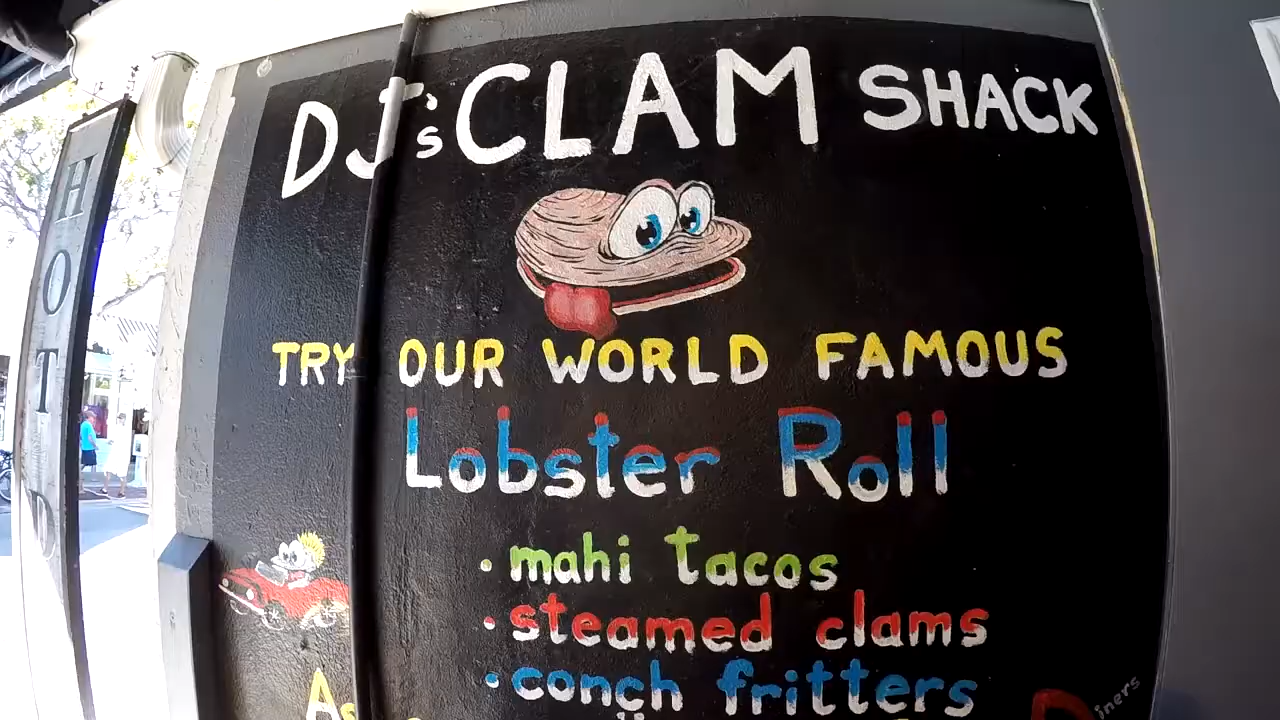 DJ's CLAM SHACK
TRY OUR WORLD FAMOUS
Lobster Roll
· mahi tacos
· steamed clams
· conch fritters
HOT D